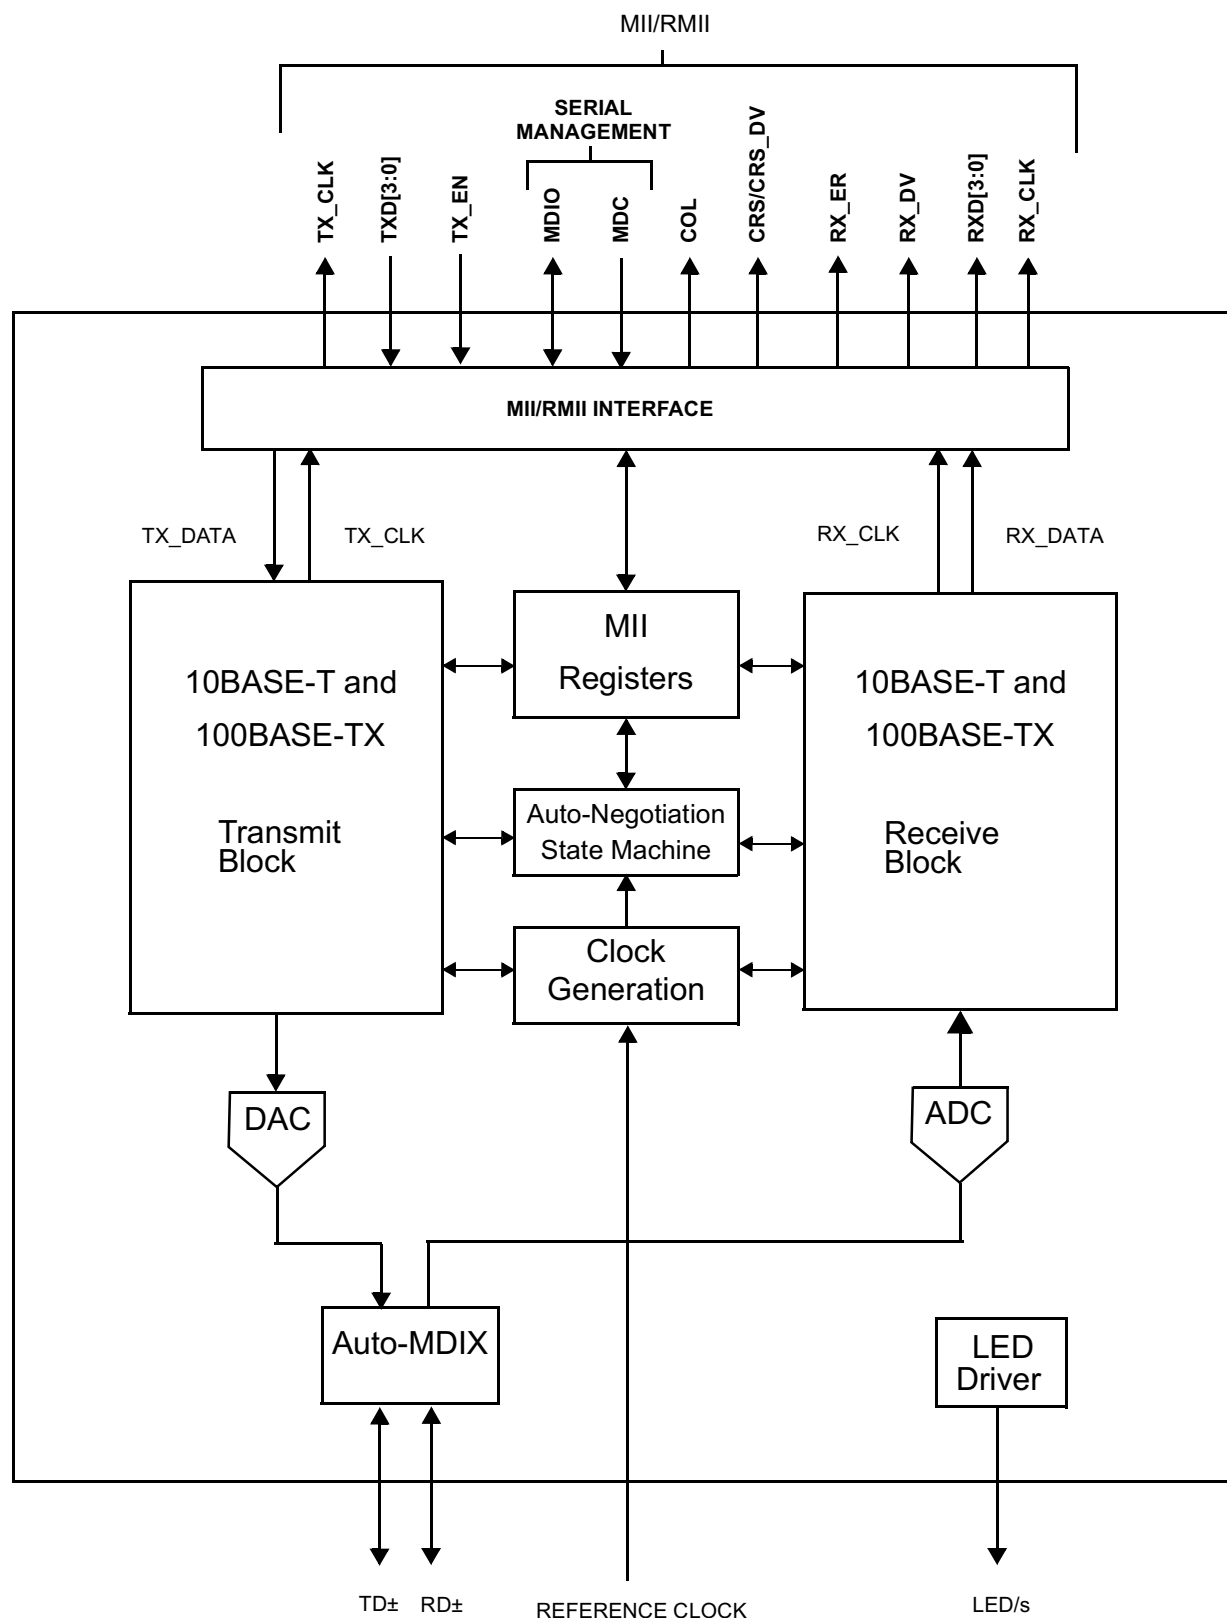 MII/RMII
SERIAL
MANAGEMENT
TX_CLK
TXD[3:0]
TX_EN
MDIO
MDC
COL
CRS/CRS_DV
RX_ER
RX_DV
RXD[3:0]
RX_CLK
MII/RMII INTERFACE
TX_DATA
TX_CLK
RX_CLK
RX_DATA
10BASE-T and
100BASE-TX
Transmit
Block
MII
Registers
Auto-Negotiation
State Machine
Clock
Generation
10BASE-T and
100BASE-TX
Receive
Block
DAC
ADC
Auto-MDIX
LED
Driver
TD±
RD±
REFERENCE CLOCK
LED/s